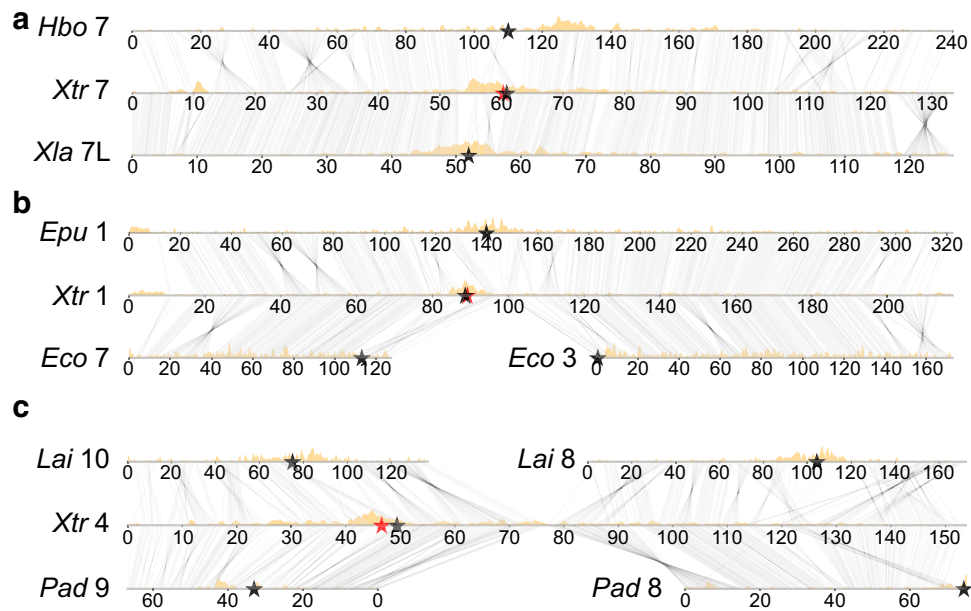 a
Hbo 7
0 20 40 60 80 100 120 140 160 180 200 220 240
Xtr 7
0 10 20 30 40 50 60 70 80 90 100 110 120 130
Xla 7L
0 10 20 30 40 50 60 70 80 90 100 110 120
b
Epu 1
0 20 40 60 80 100 120 140 160 180 200 220 240 260 280 300 320
Xtr 1
0 20 40 60 80 100 120 140 160 180 200
Eco 7
0 20 40 60 80 100 120
Eco 3
0 20 40 60 80 100 120 140 160
c
Lai 10
0 20 40 60 80 100 120
Lai 8
0 20 40 60 80 100 120 140 160
Xtr 4
0 10 20 30 40 50 60 70 80 90 100 110 120 130 140 150
Pad 9
60 40 20 0
Pad 8
0 20 40 60